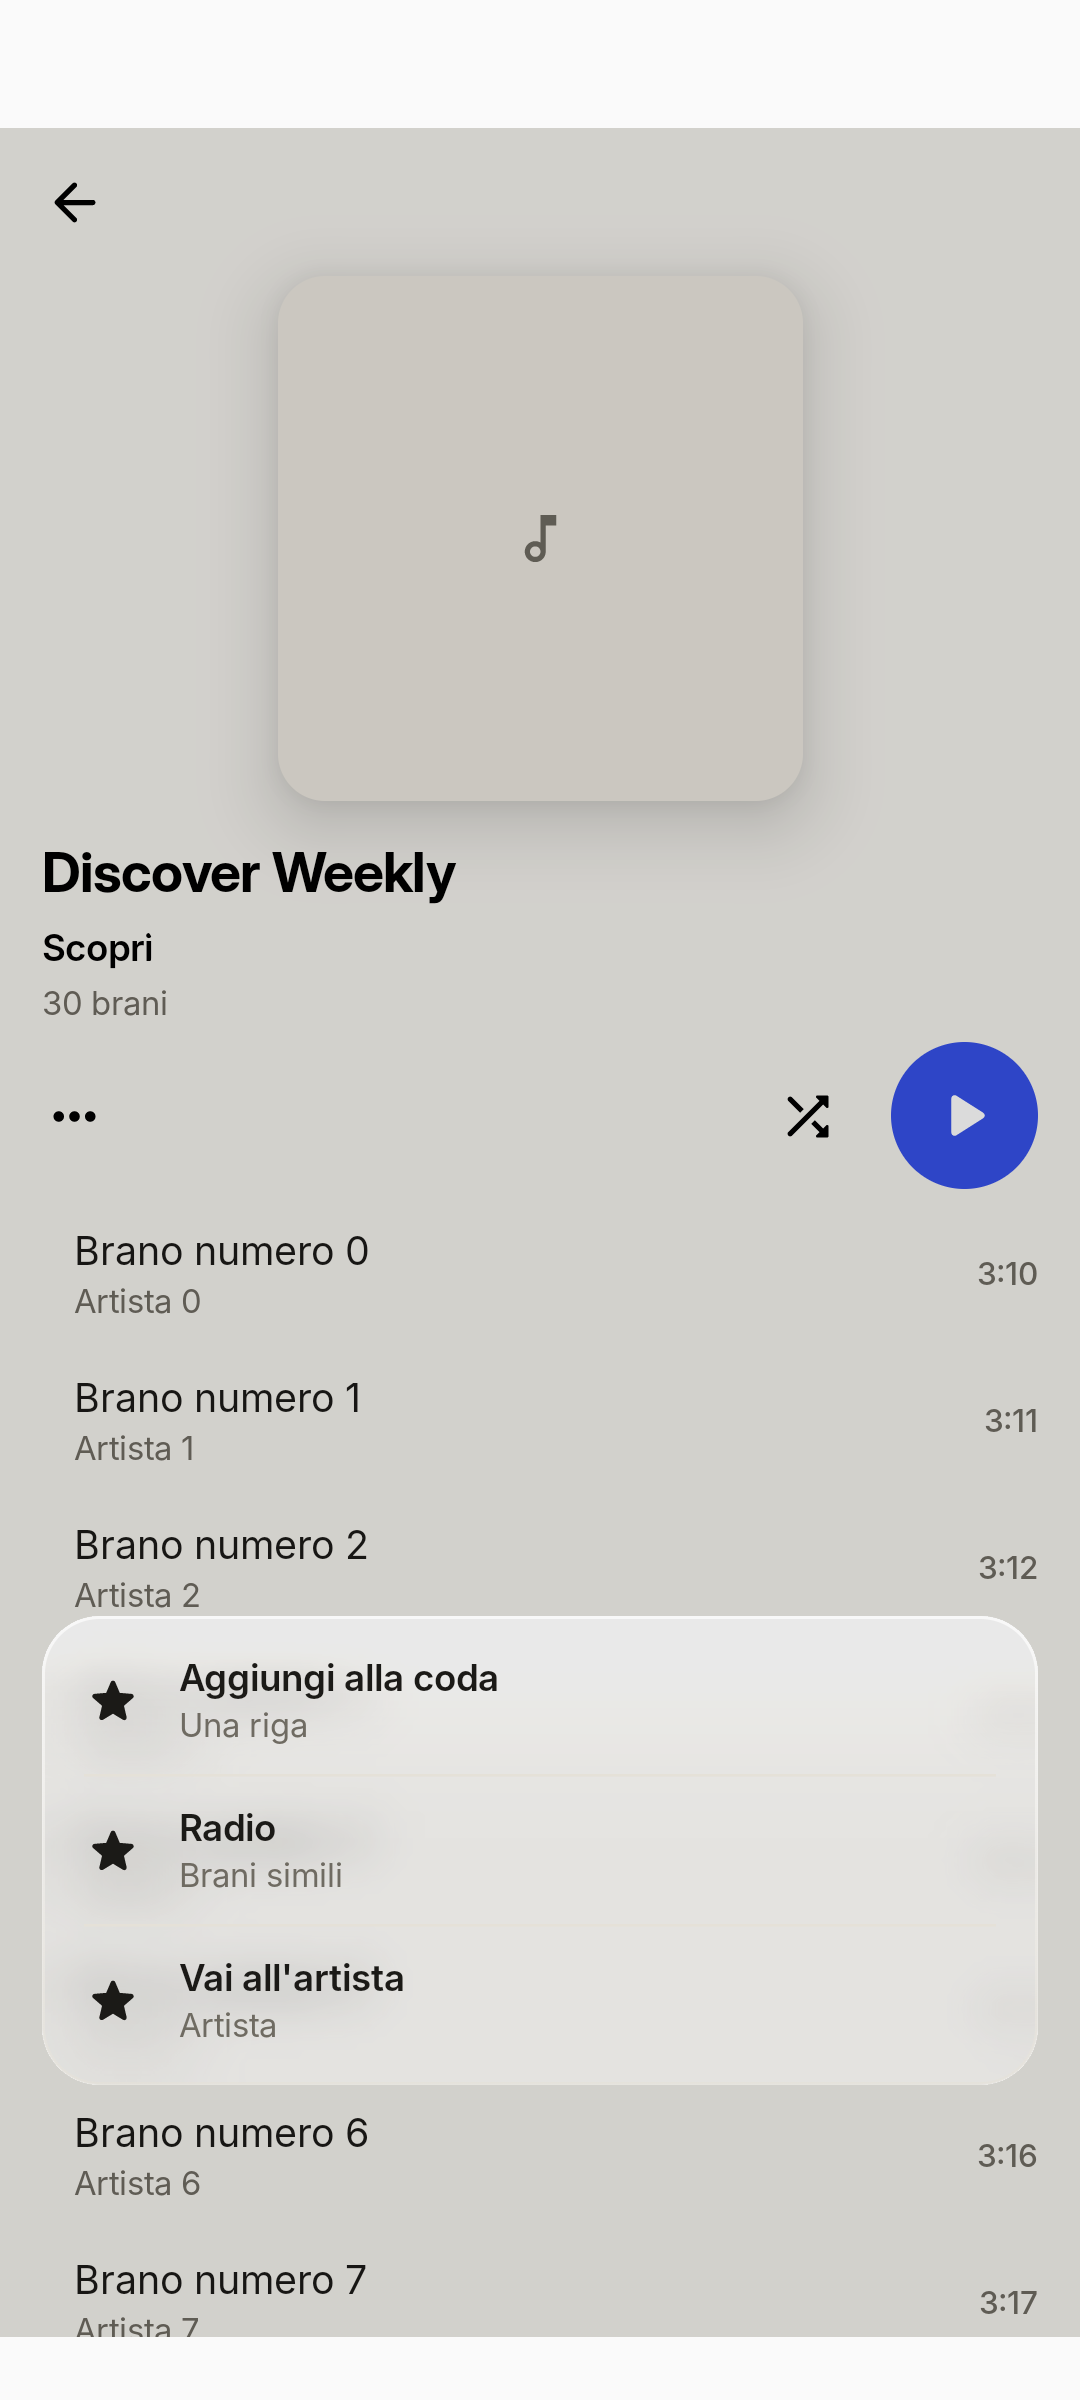 Discover Weekly
Scopri
30 brani
Brano numero 0
Artista 0
3:10
Brano numero 1
Artista 1
3:11
Brano numero 2
Artista 2
3:12
Aggiungi alla coda
Una riga
Radio
Brani simili
Vai all'artista
Artista
Brano numero 6
Artista 6
3:16
Brano numero 7
Artista 7
3:17